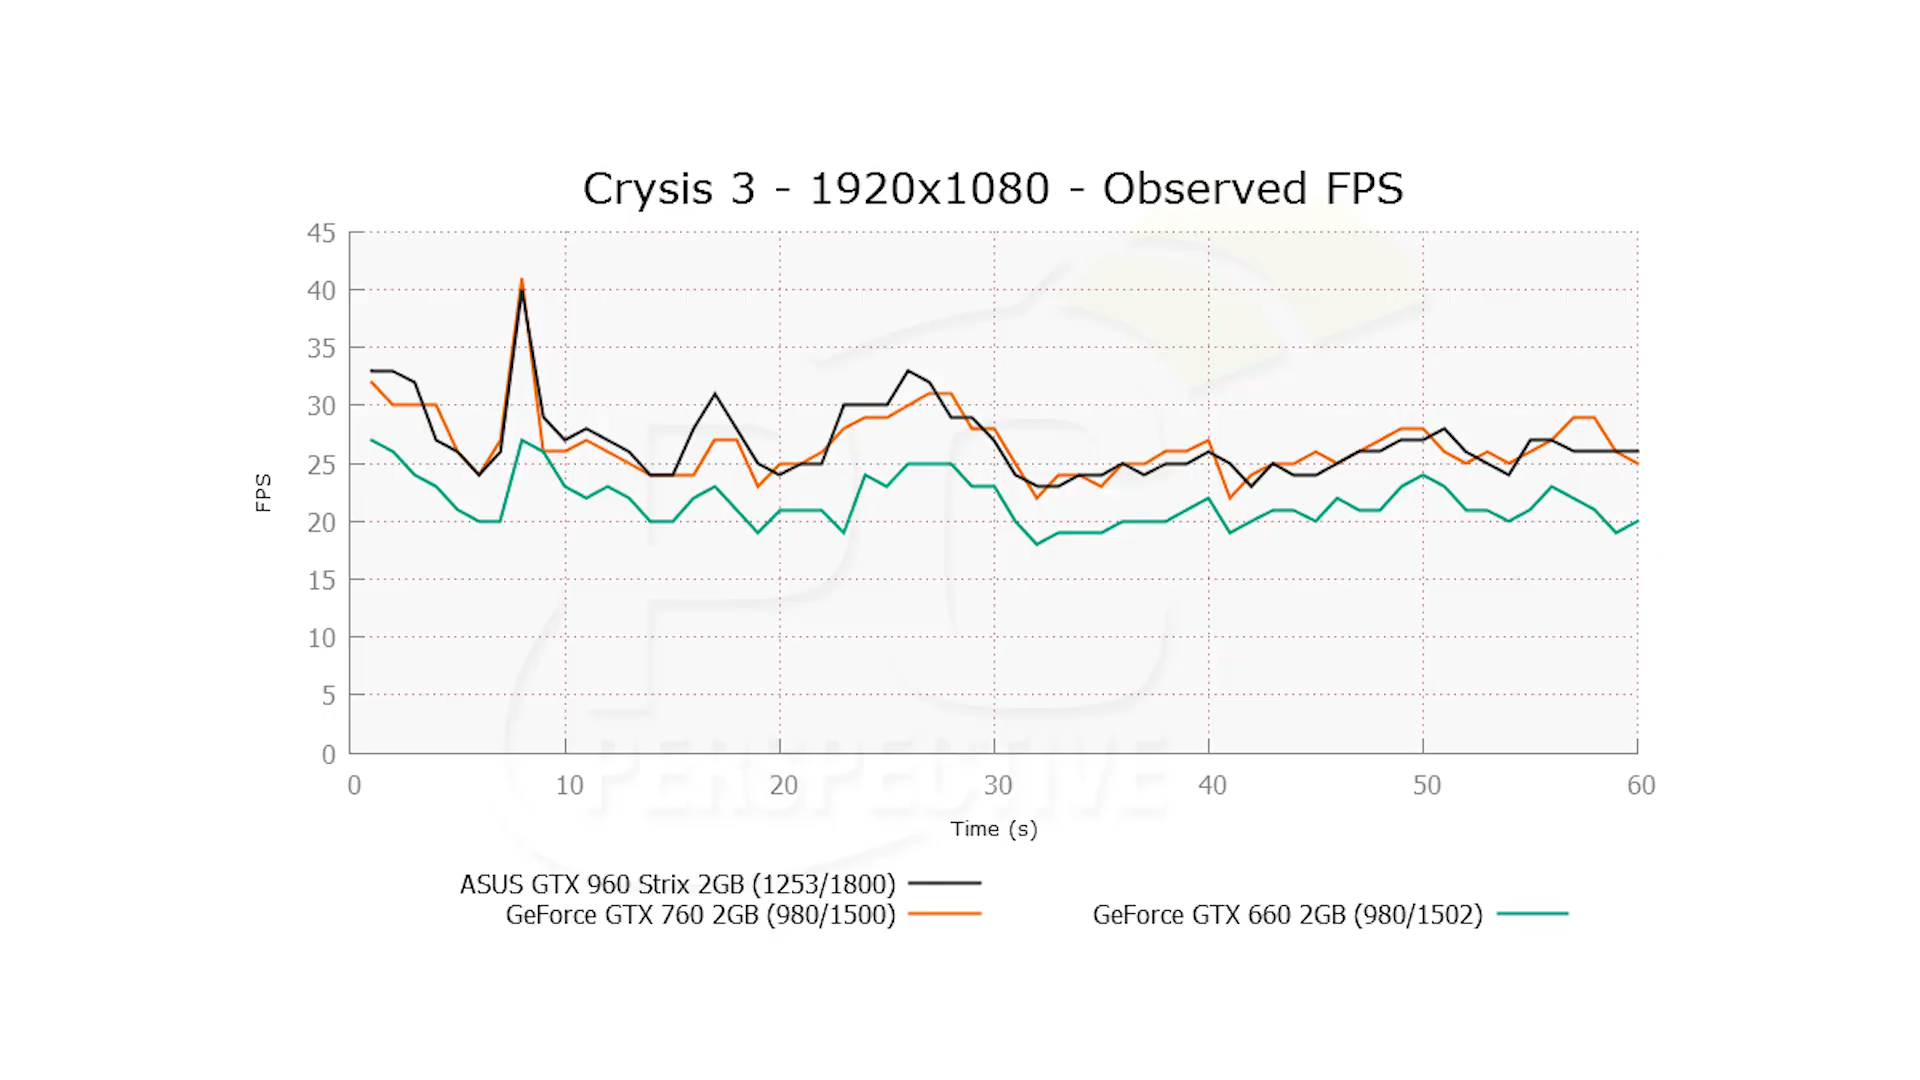 Crysis 3 - 1920x1080 - Observed FPS
45
40
35
30
25
20
15
10
5
0
FPS
0 10 20 30 40 50 60
Time (s)
PC
PERSPECTIVE
ASUS GTX 960 Strix 2GB (1253/1800)
GeForce GTX 760 2GB (980/1500)
GeForce GTX 660 2GB (980/1502)